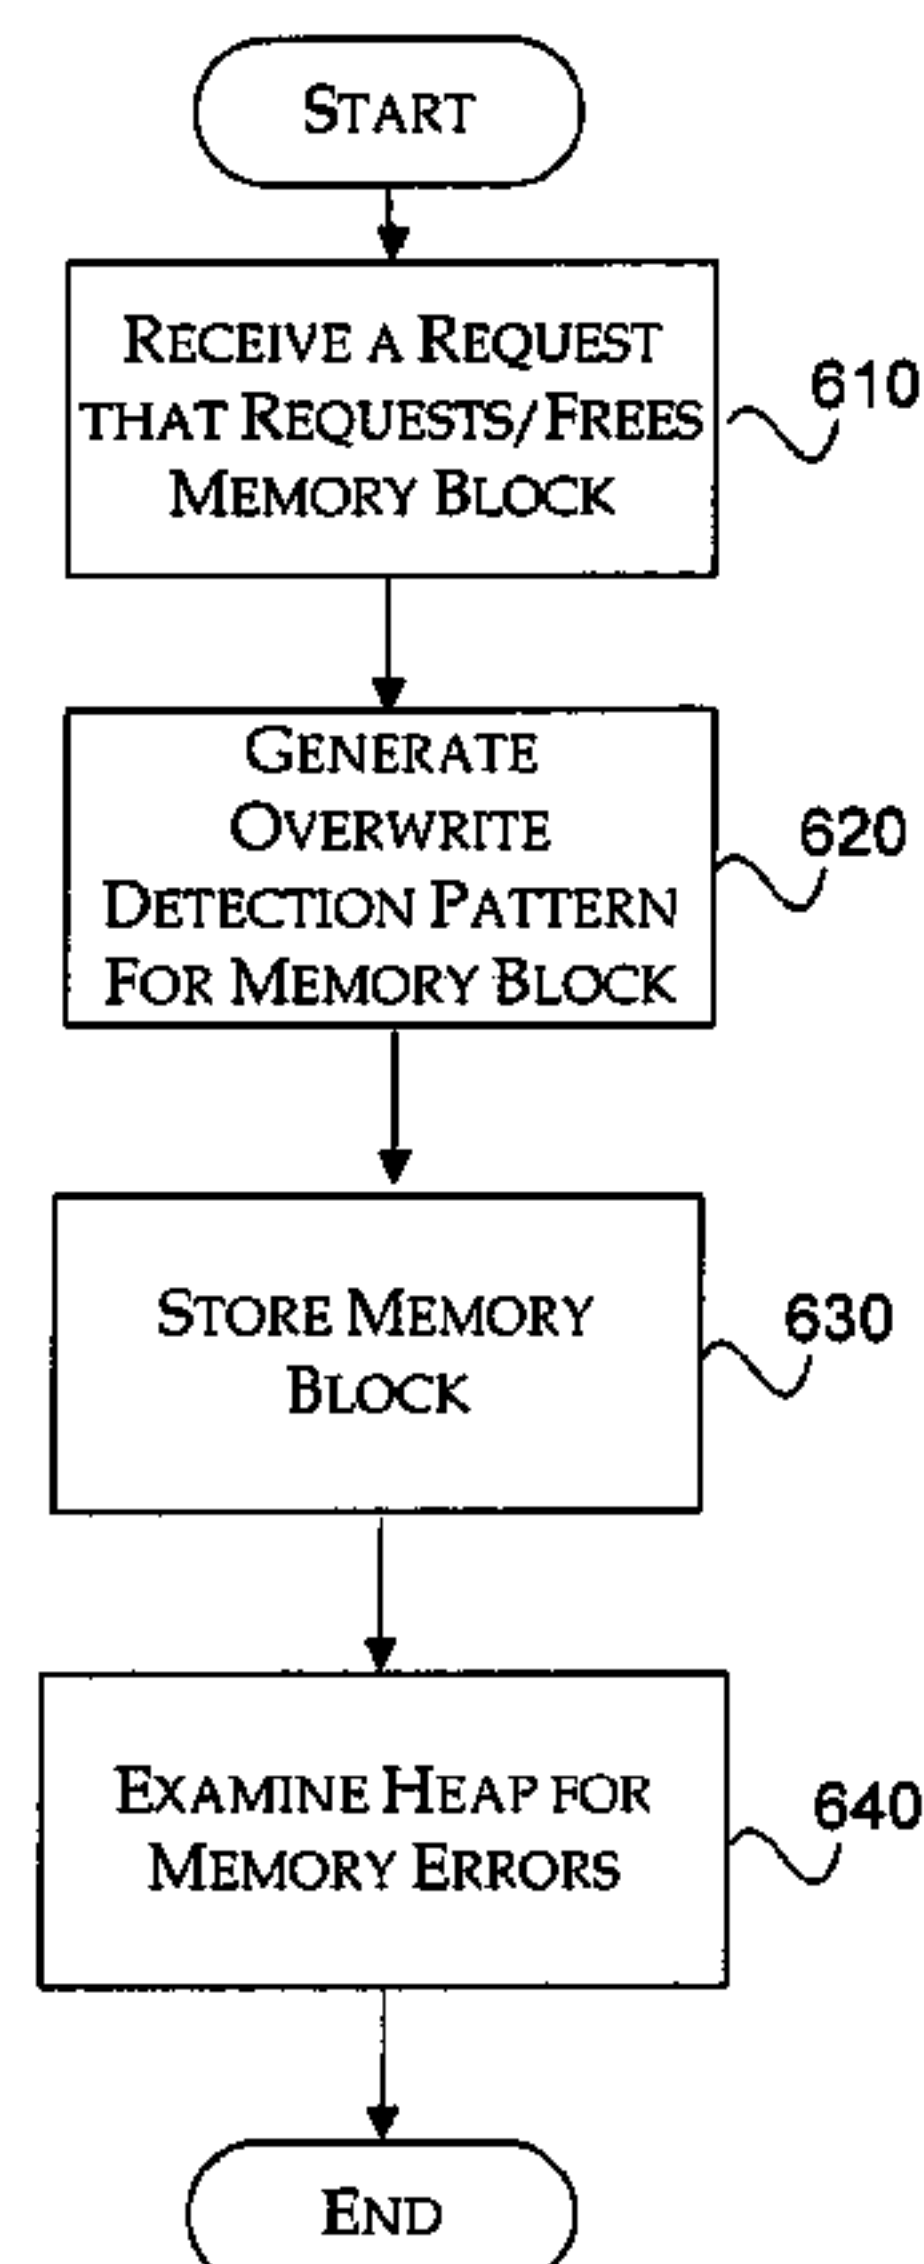 START
RECEIVE A REQUEST
THAT REQUESTS/FREES
MEMORY BLOCK
610
GENERATE
OVERWRITE
DETECTION PATTERN
FOR MEMORY BLOCK
620
STORE MEMORY
BLOCK
630
EXAMINE HEAP FOR
MEMORY ERRORS
640
END